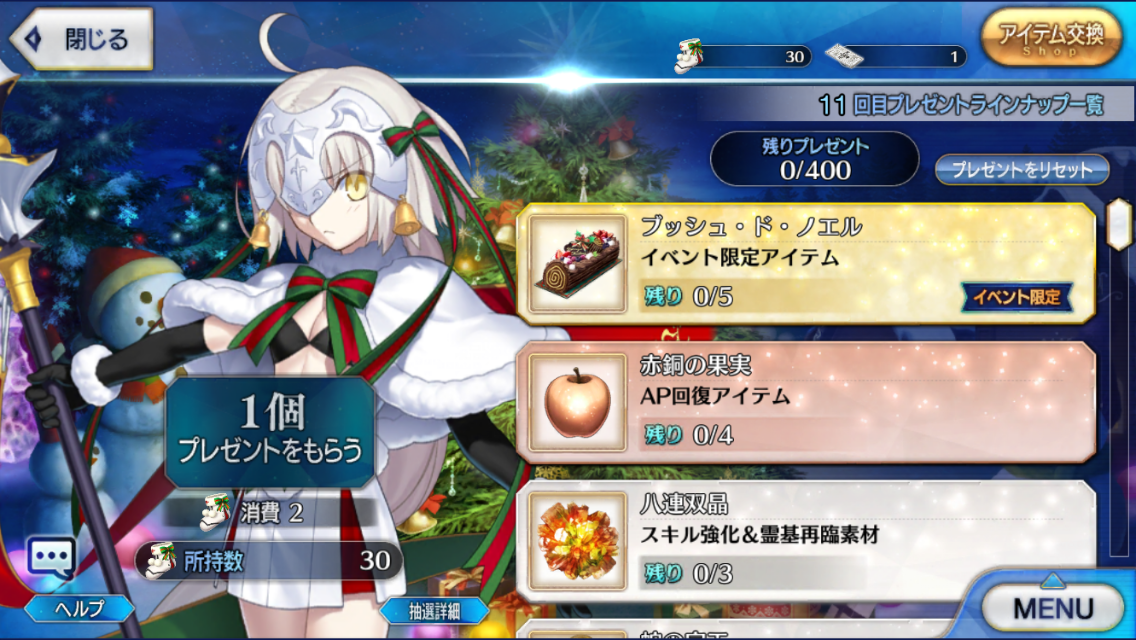 閉じる
30
1
アイテム交換
Shop
11回目プレゼントラインナップ一覧
残りプレゼント
0/400
プレゼントをリセット
ブッシュ・ド・ノエル
イベント限定アイテム
残り 0/5
イベント限定
赤銅の果実
AP回復アイテム
残り 0/4
八連双晶
スキル強化&霊基再臨素材
残り 0/3
1個
プレゼントをもらう
消費 2
所持数 30
ヘルプ
抽選詳細
MENU